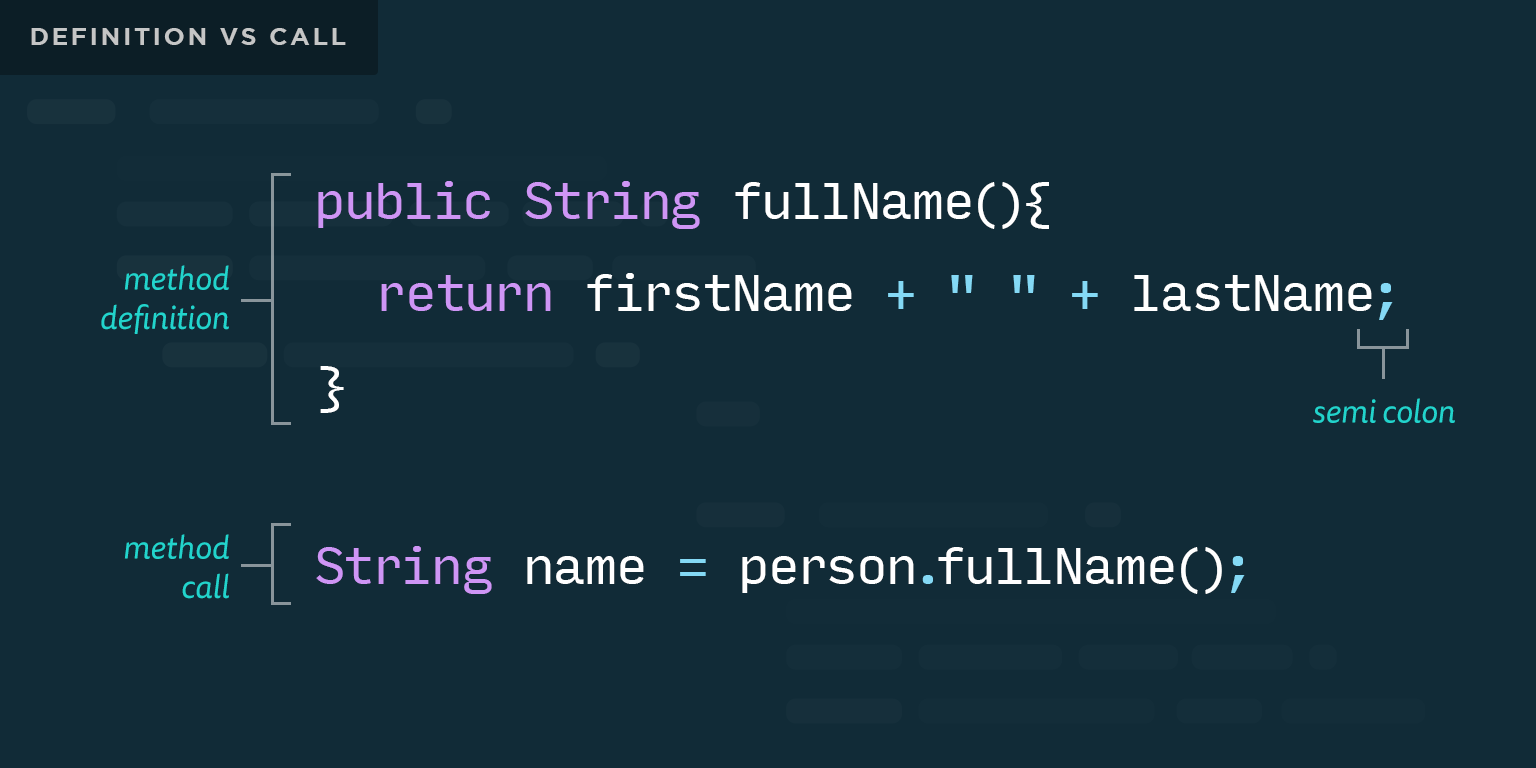 DEFINITION VS CALL
public String fullName(){
method
definition
return firstName + " " + lastName;
}
semi colon
method
call
String name = person.fullName();